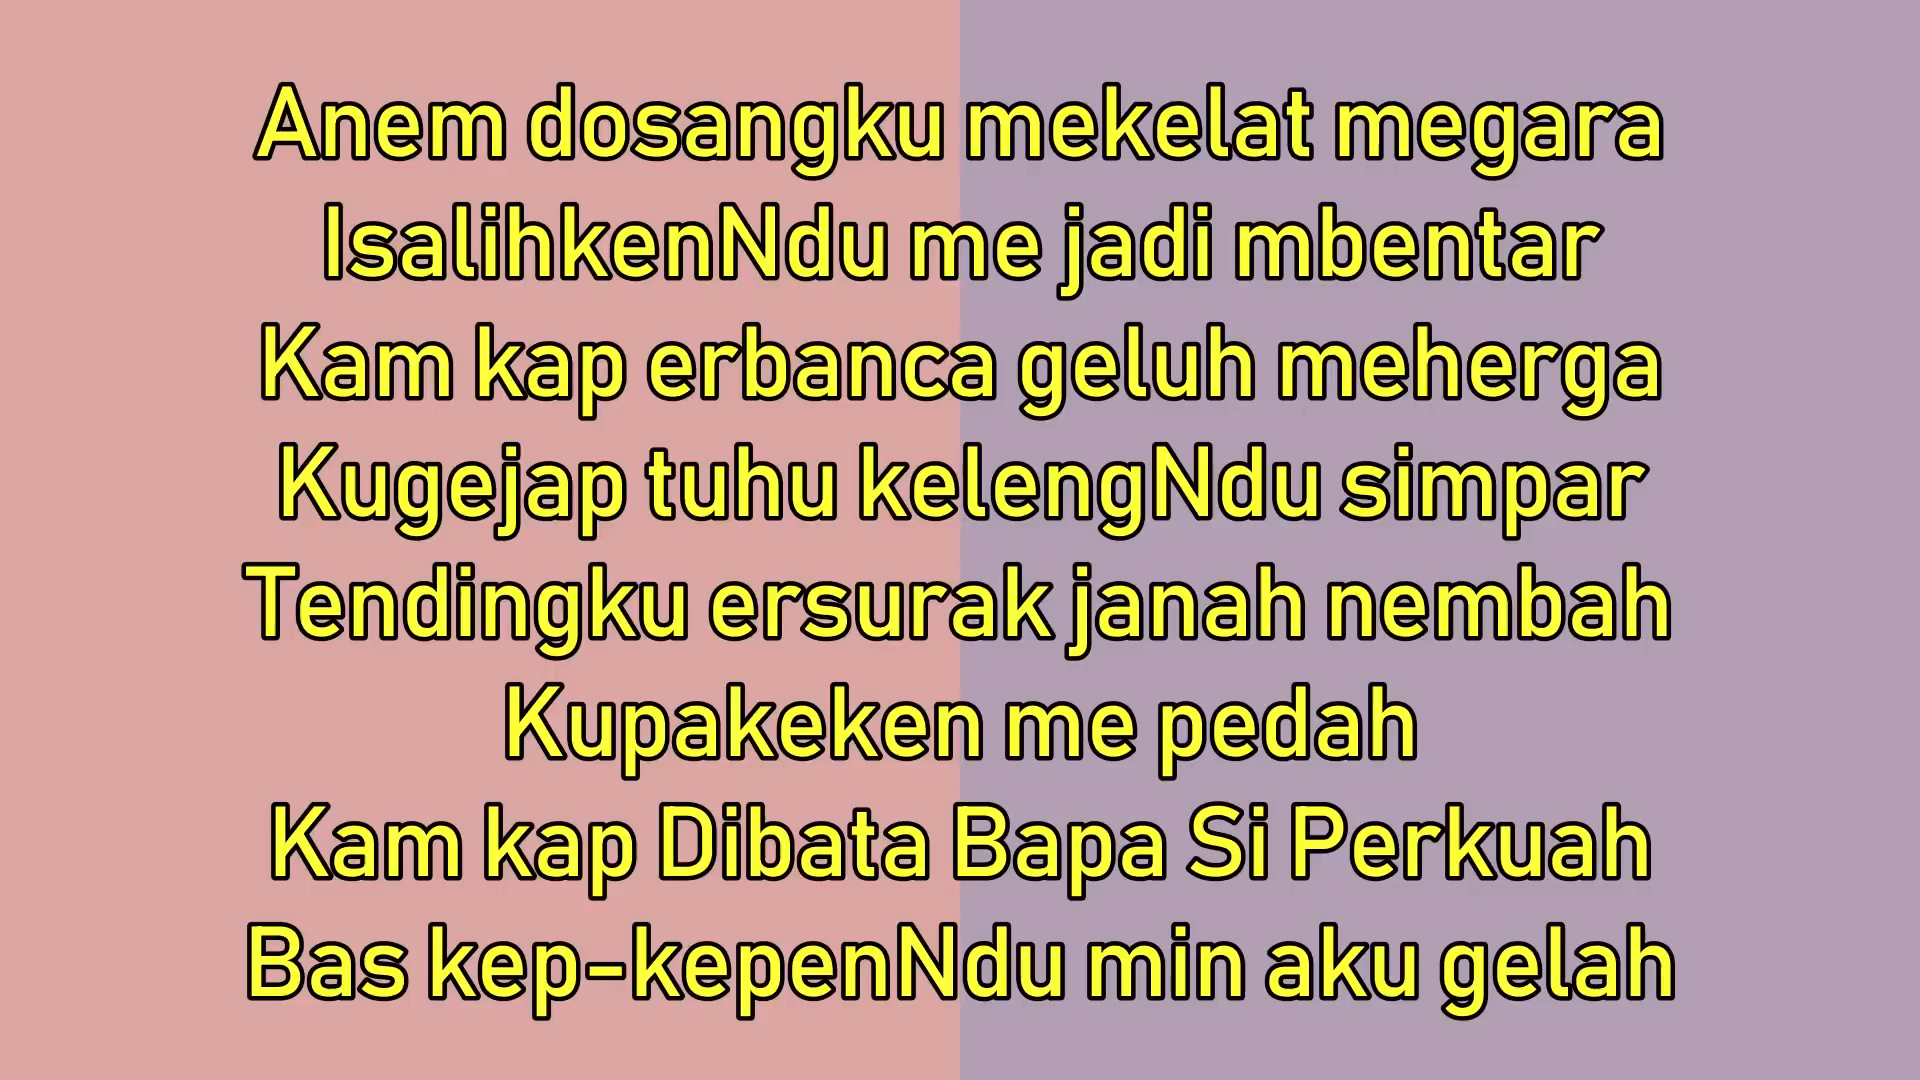 Anem dosangku mekelat megara
IsalihkenNdu me jadi mbentar
Kam kap erbanca geluh meherga
Kugejap tuhu kelengNdu simpar
Tendingku ersurak janah nembah
Kupakeken me pedah
Kam kap Dibata Bapa Si Perkuah
Bas kep-kepenNdu min aku gelah